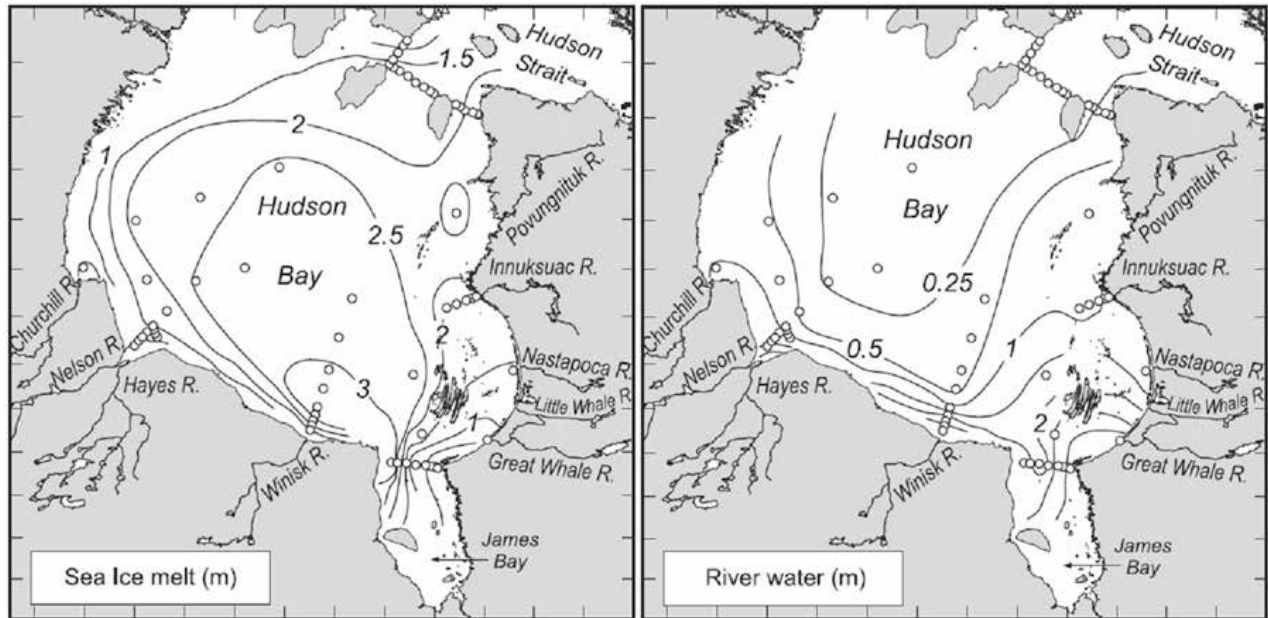 Hudson
Strait
1.5
2
1
Hudson
2.5
Bay
Povungnituk R.
Innuksuac R.
Churchill R.
2
Nelson R.
Nastapoca R.
Hayes R.
3
Little Whale R.
1
Great Whale R.
Winisk R.
James
Bay
Sea Ice melt (m)
Hudson
Strait
Hudson
Bay
Povungnituk R.
Innuksuac R.
0.25
Churchill R.
0.5
1
Nelson R.
Nastapoca R.
Hayes R.
Little Whale R.
2
Great Whale R.
Winisk R.
James
Bay
River water (m)